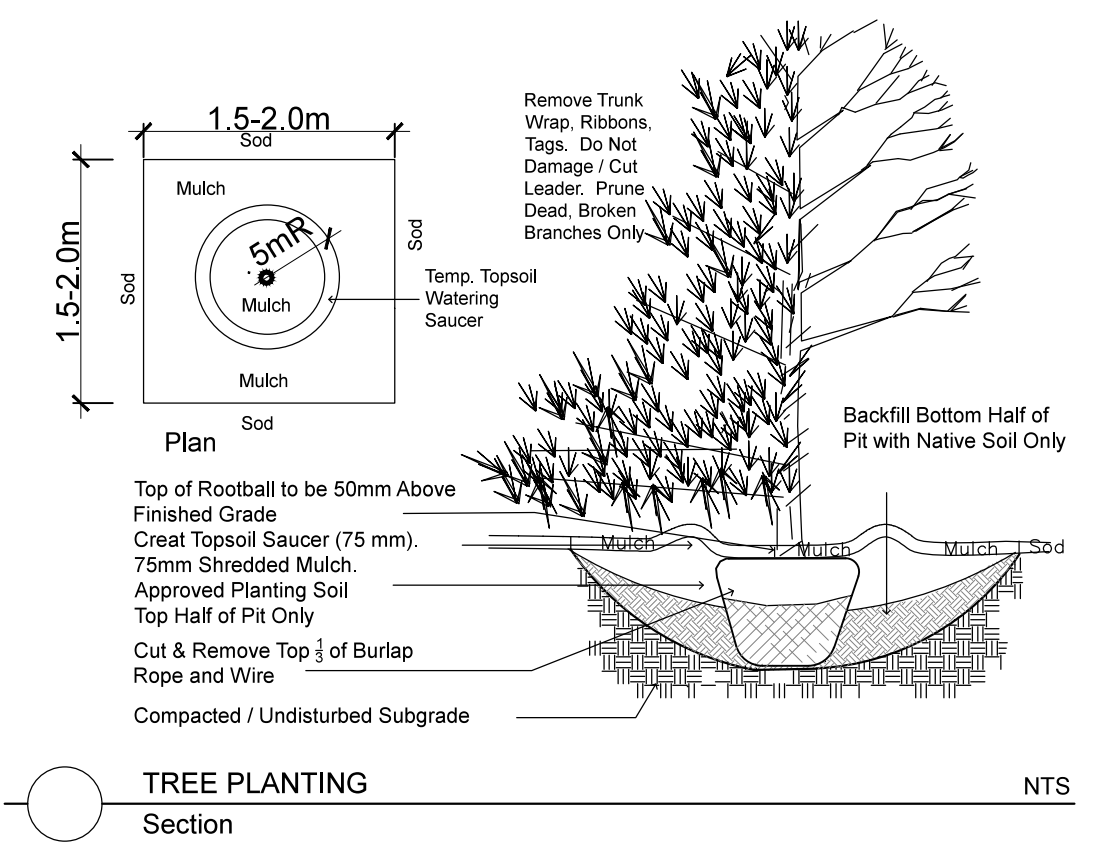 1.5-2.0m
Sod
Mulch
1.5-2.0m
Sod
.5mR
Sod
Mulch
Temp. Topsoil
Watering
Saucer
Mulch
Sod
Plan
Remove Trunk
Wrap, Ribbons,
Tags. Do Not
Damage / Cut
Leader. Prune
Dead, Broken
Branches Only
Backfill Bottom Half of
Pit with Native Soil Only
Top of Rootball to be 50mm Above
Finished Grade
Creat Topsoil Saucer (75 mm).
75mm Shredded Mulch.
Approved Planting Soil
Top Half of Pit Only
Cut & Remove Top 1/3 of Burlap
Rope and Wire
Compacted / Undisturbed Subgrade
Mulch
Mulch
Mulch
Sod
TREE PLANTING
NTS
Section